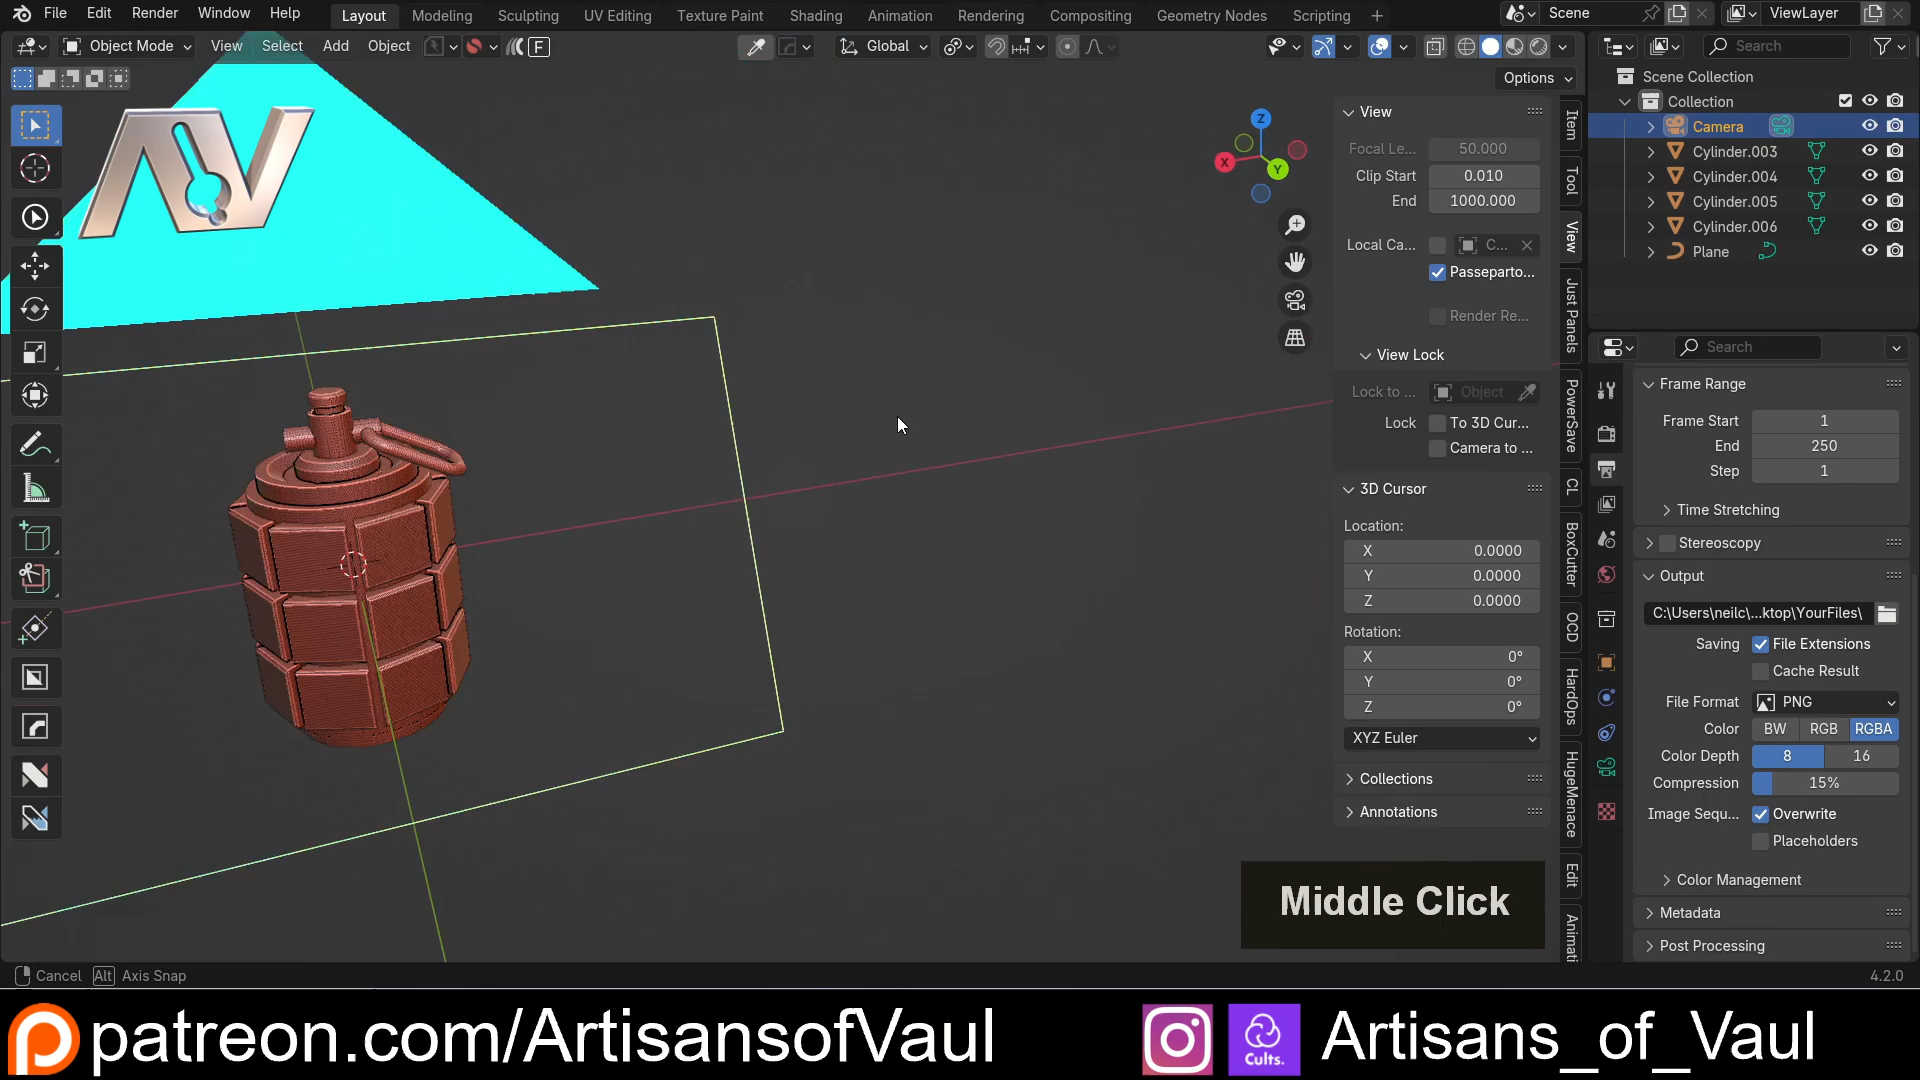 File Edit Render Window Help Layout Modeling Sculpting UV Editing Texture Paint Shading Animation Rendering Compositing Geometry Nodes Scripting + Scene ViewLayer
Object Mode View Select Add Object F Global Search
Options
AV
Z
X
Y
View
Focal Le... 50.000
Clip Start 0.010
End 1000.000
Local Ca... C...
Passeparto...
Render Re...
View Lock
Lock to ... Object
Lock To 3D Cur...
Camera to ...
3D Cursor
Location:
X 0.0000
Y 0.0000
Z 0.0000
Rotation:
X 0°
Y 0°
Z 0°
XYZ Euler
Collections
Annotations
Item
Tool
View
Just Panels
PowerSave
CL
BoxCutter
OCD
HardOps
HugeMenace
Edit
Animati
Scene Collection
Collection
Camera
Cylinder.003
Cylinder.004
Cylinder.005
Cylinder.006
Plane
Search
Frame Range
Frame Start 1
End 250
Step 1
Time Stretching
Stereoscopy
Output
C:\Users\neilc\...ktop\YourFiles\
Saving File Extensions
Cache Result
File Format PNG
Color BW RGB RGBA
Color Depth 8 16
Compression 15%
Image Sequ... Overwrite
Placeholders
Color Management
Metadata
Post Processing
Middle Click
Cancel Alt Axis Snap 4.2.0
patreon.com/ArtisansofVaul Cults. Artisans_of_Vaul